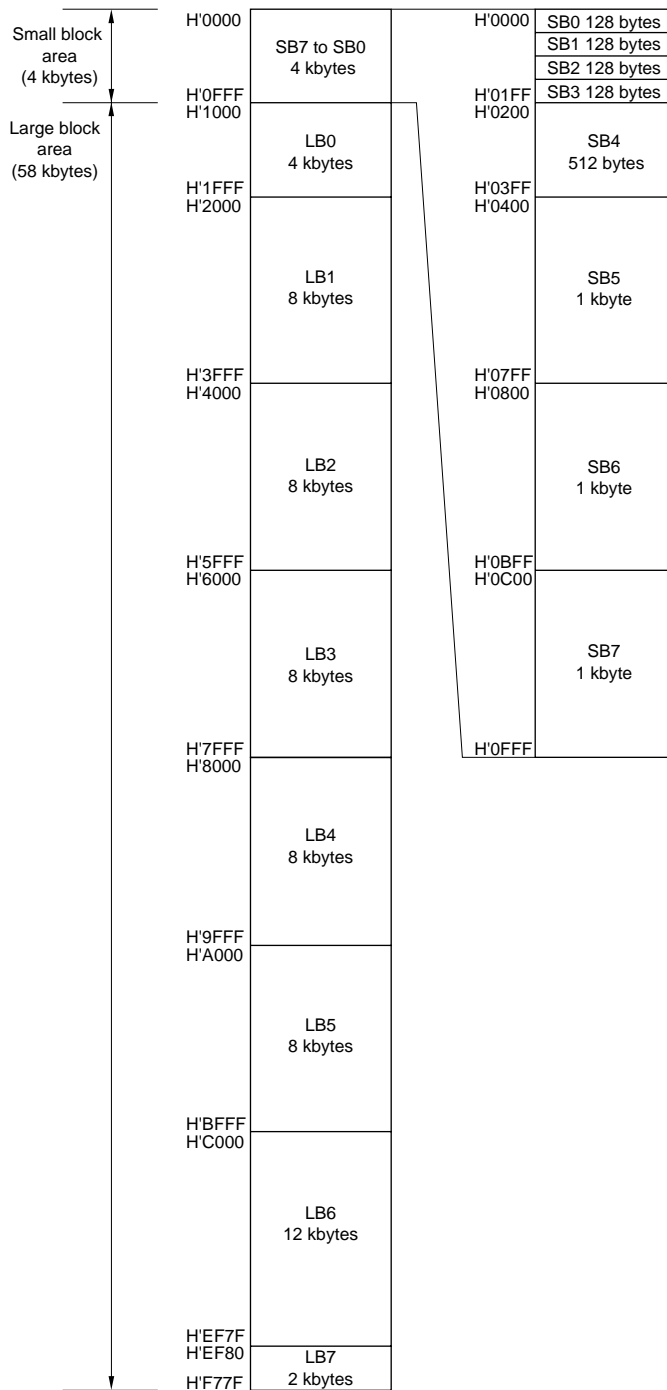 Small block
area
(4 kbytes)
Large block
area
(58 kbytes)
H'0000
SB7 to SB0
4 kbytes
H'0FFF
H'1000
LB0
4 kbytes
H'1FFF
H'2000
LB1
8 kbytes
H'3FFF
H'4000
LB2
8 kbytes
H'5FFF
H'6000
LB3
8 kbytes
H'7FFF
H'8000
LB4
8 kbytes
H'9FFF
H'A000
LB5
8 kbytes
H'BFFF
H'C000
LB6
12 kbytes
H'EF7F
H'EF80
LB7
2 kbytes
H'F77F
H'0000
SB0 128 bytes
SB1 128 bytes
SB2 128 bytes
SB3 128 bytes
H'01FF
H'0200
SB4
512 bytes
H'03FF
H'0400
SB5
1 kbyte
H'07FF
H'0800
SB6
1 kbyte
H'0BFF
H'0C00
SB7
1 kbyte
H'0FFF